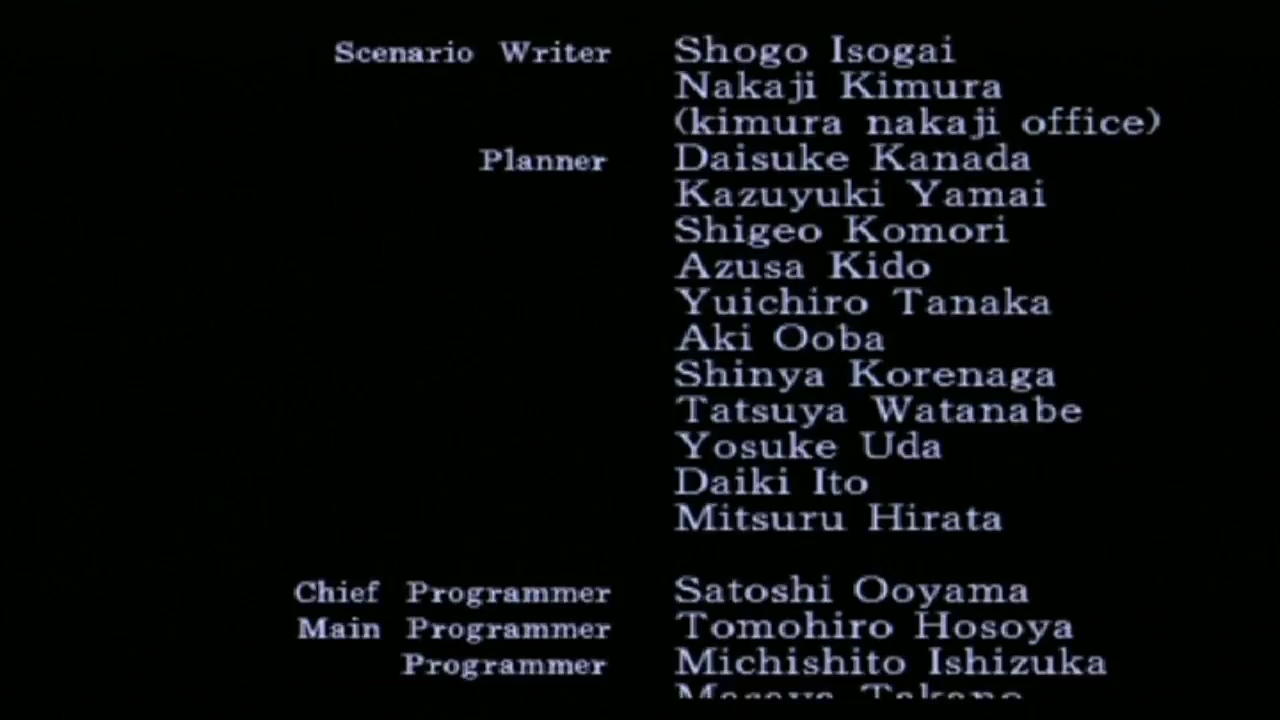 Scenario Writer Shogo Isogai
Nakaji Kimura
(kimura nakaji office)
Planner Daisuke Kanada
Kazuyuki Yamai
Shigeo Komori
Azusa Kido
Yuichiro Tanaka
Aki Ooba
Shinya Korenaga
Tatsuya Watanabe
Yosuke Uda
Daiki Ito
Mitsuru Hirata
Chief Programmer Satoshi Ooyama
Main Programmer Tomohiro Hosoya
Programmer Michishito Ishizuka